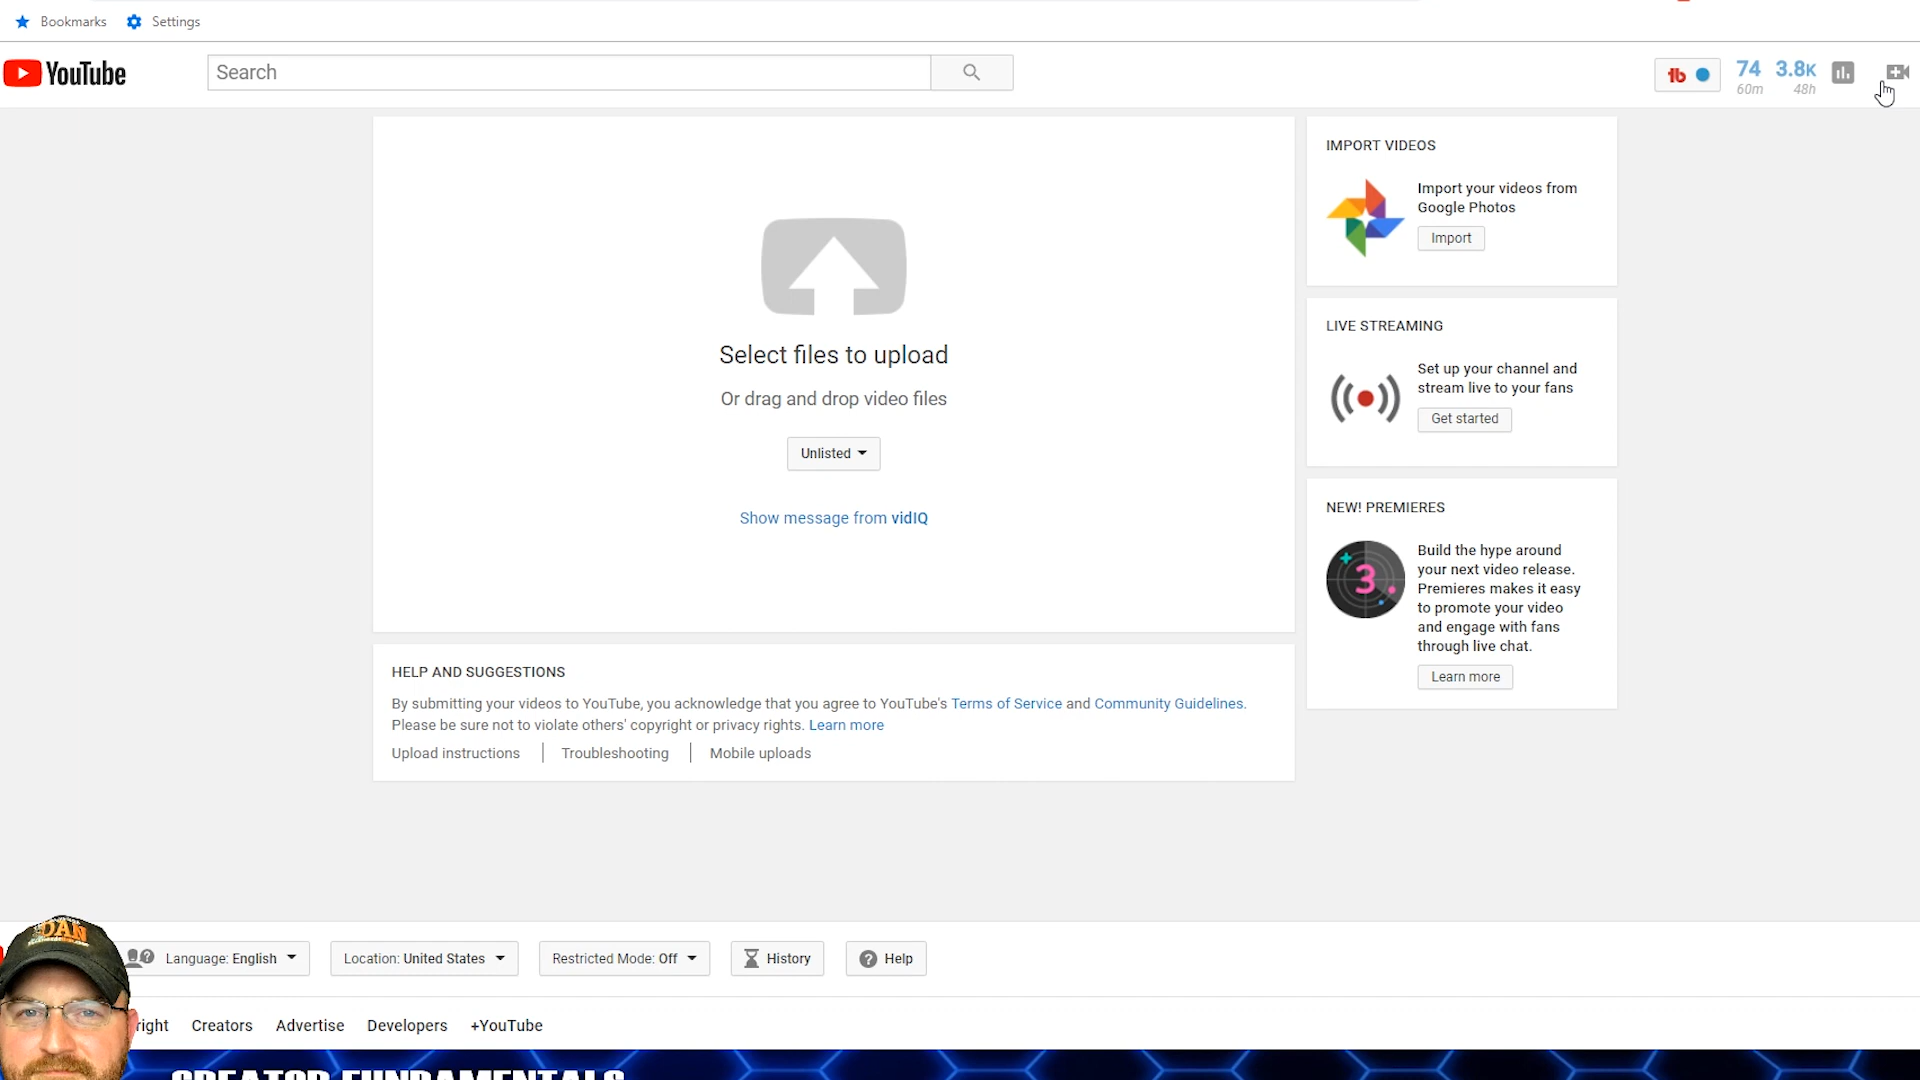 Bookmarks Settings
YouTube Search 74 3.8K
60m 48h
IMPORT VIDEOS
Import your videos from
Google Photos
Import
Select files to upload
Or drag and drop video files
Unlisted
Show message from vidIQ
LIVE STREAMING
Set up your channel and
stream live to your fans
Get started
NEW! PREMIERES
3
Build the hype around
your next video release.
Premieres makes it easy
to promote your video
and engage with fans
through live chat.
Learn more
HELP AND SUGGESTIONS
By submitting your videos to YouTube, you acknowledge that you agree to YouTube's Terms of Service and Community Guidelines.
Please be sure not to violate others' copyright or privacy rights. Learn more
Upload instructions Troubleshooting Mobile uploads
DAN
Language: English Location: United States Restricted Mode: Off History Help
right Creators Advertise Developers +YouTube
CREATOR FUNDAMENTALS